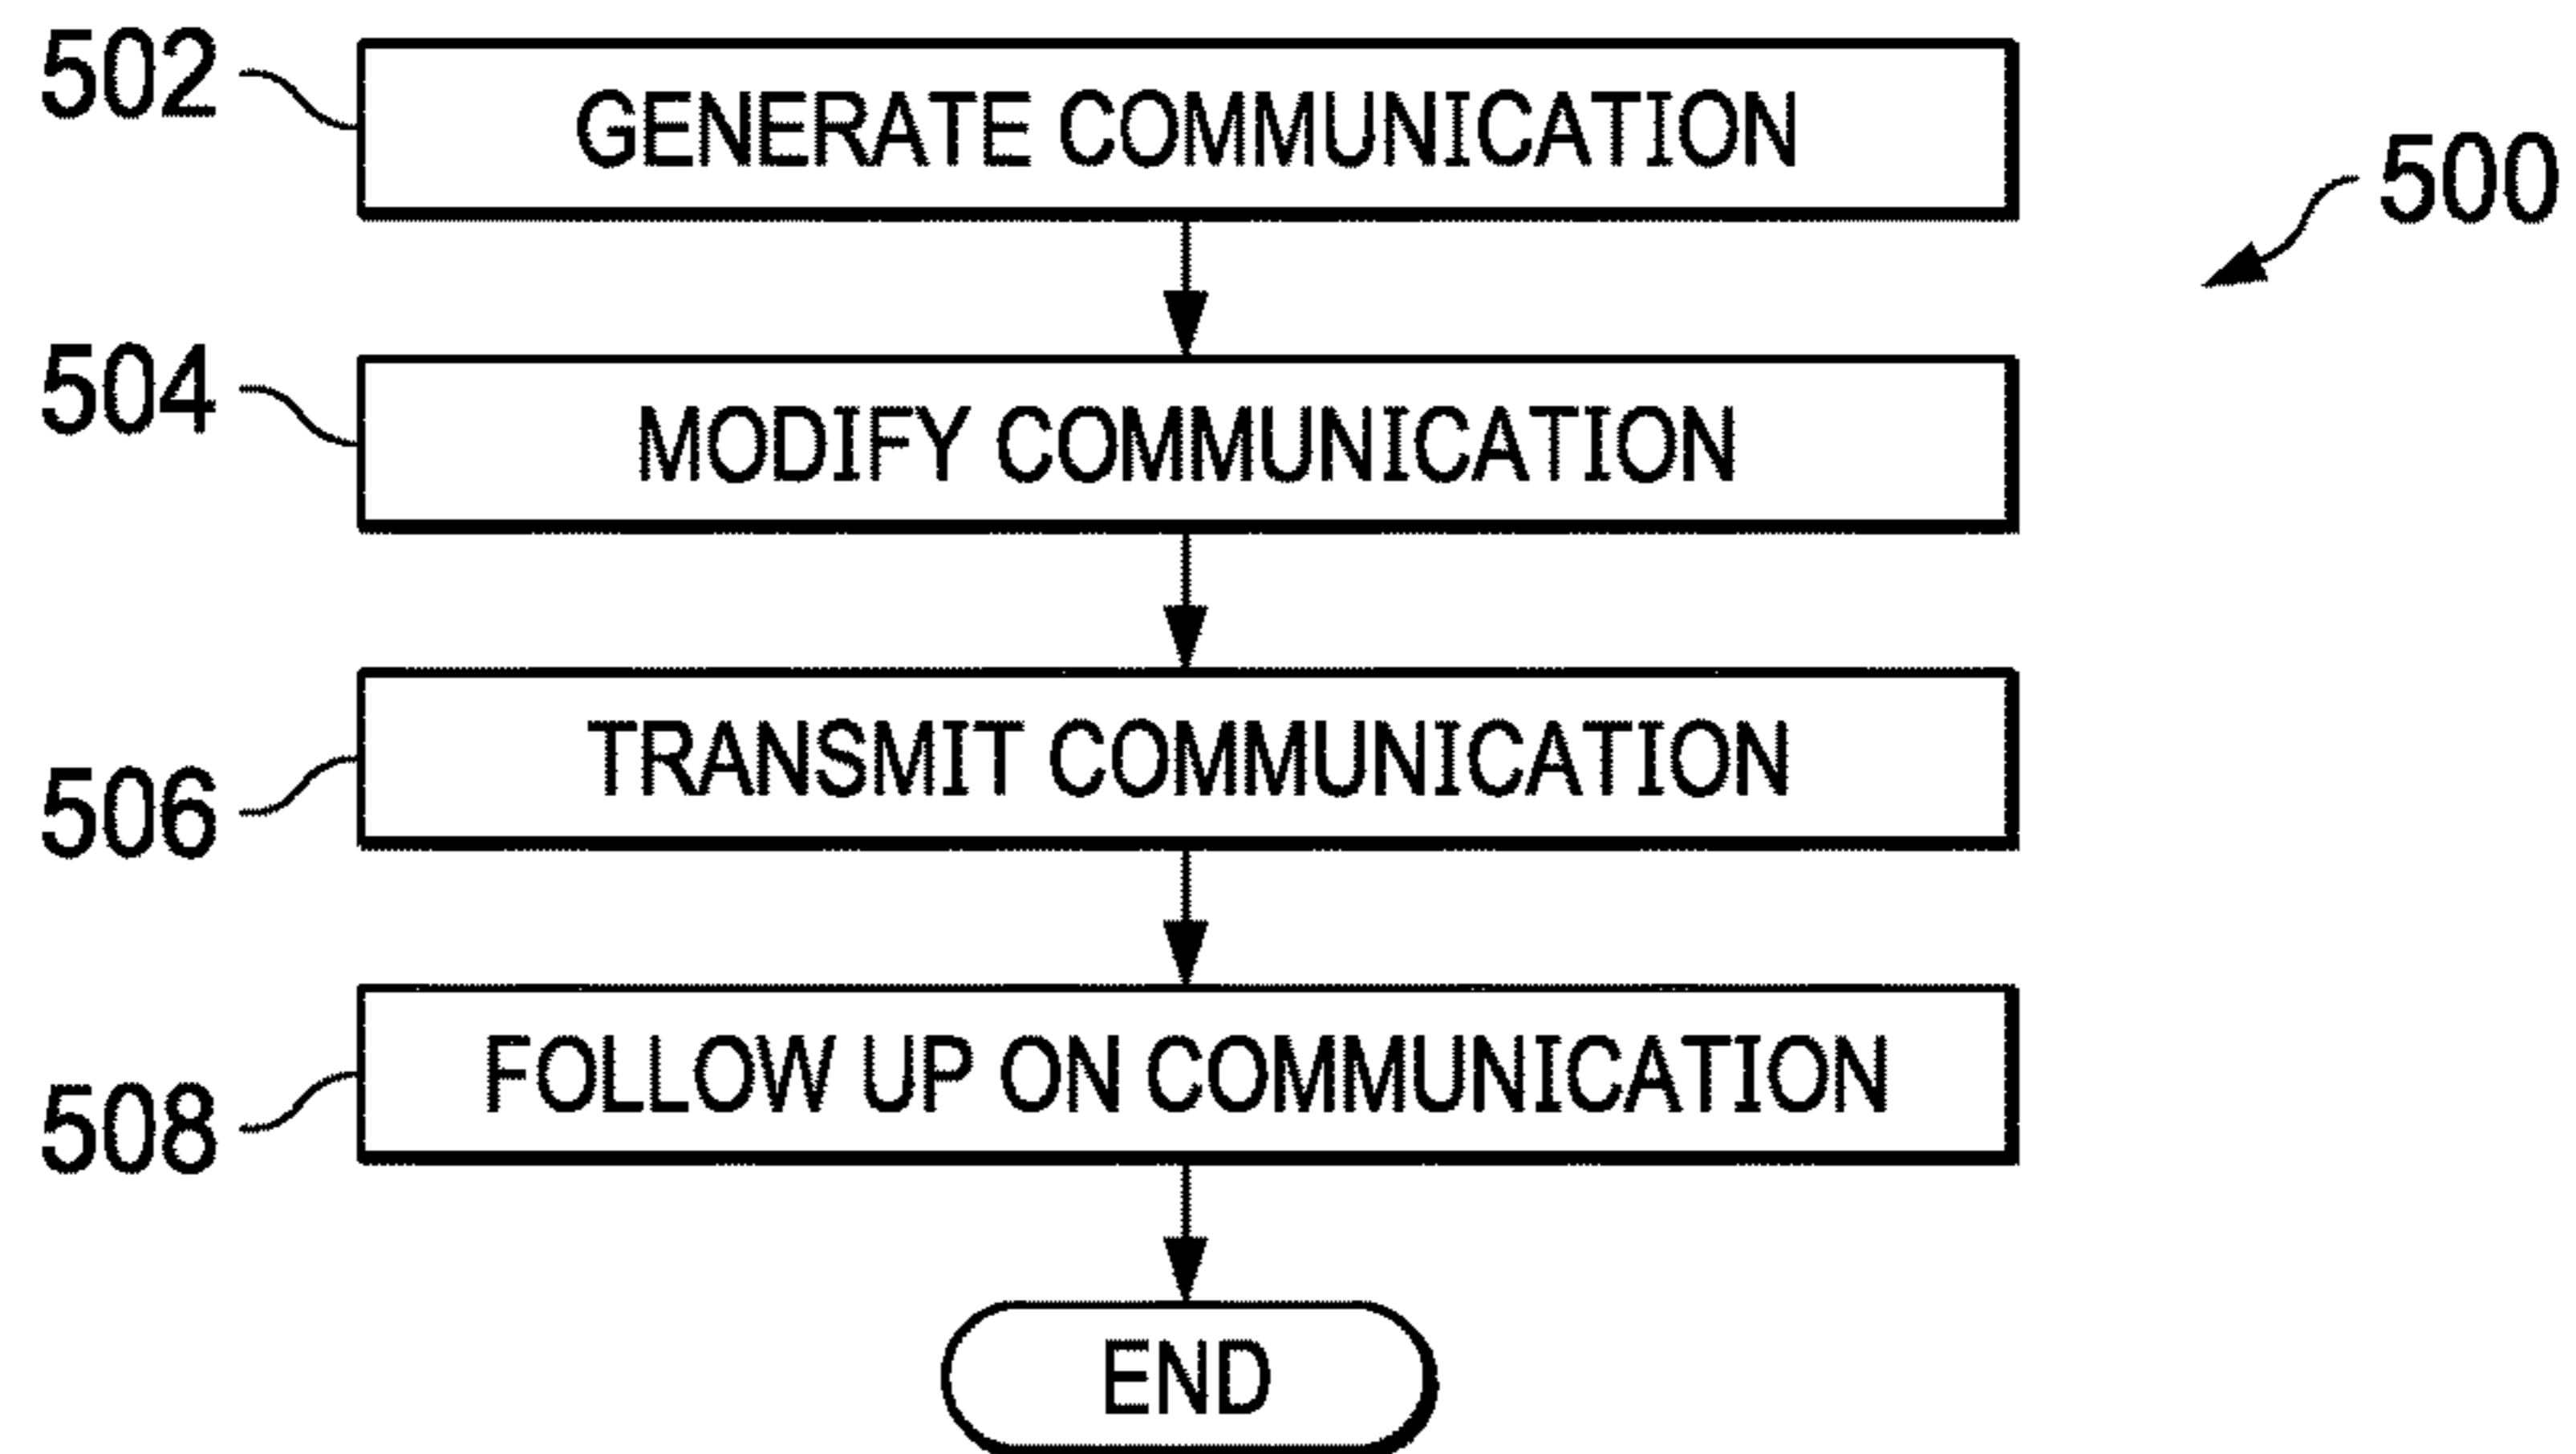 502
GENERATE COMMUNICATION
500
504
MODIFY COMMUNICATION
506
TRANSMIT COMMUNICATION
508
FOLLOW UP ON COMMUNICATION
END